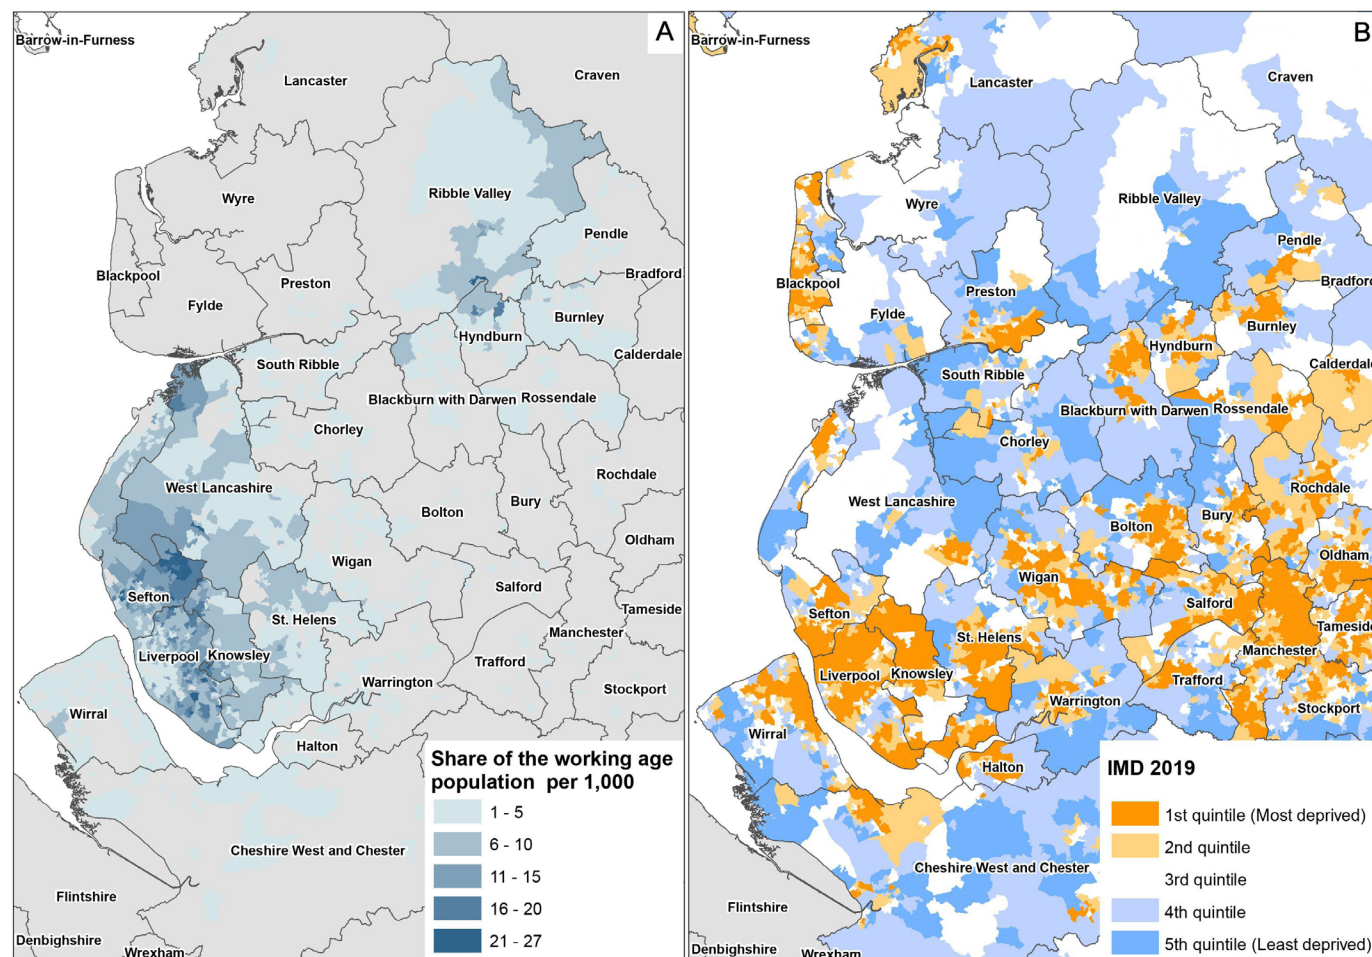 A
Barrow-in-Furness
Lancaster
Craven
Wyre
Ribble Valley
Pendle
Blackpool
Preston
Bradford
Fylde
Burnley
Hyndburn
Calderdale
South Ribble
Blackburn with Darwen
Rossendale
Chorley
Rochdale
West Lancashire
Bury
Bolton
Oldham
Wigan
Salford
Sefton
Tameside
St. Helens
Manchester
Liverpool
Knowsley
Trafford
Warrington
Stockport
Wirral
Halton
Cheshire West and Chester
Flintshire
Denbighshire
Wrexham
Share of the working age
population per 1,000
1 - 5
6 - 10
11 - 15
16 - 20
21 - 27
B
Barrow-in-Furness
Lancaster
Craven
Wyre
Ribble Valley
Pendle
Blackpool
Preston
Bradford
Fylde
Burnley
Hyndburn
Calderdale
South Ribble
Blackburn with Darwen
Rossendale
Chorley
Rochdale
West Lancashire
Bury
Bolton
Oldham
Wigan
Salford
Sefton
Tameside
St. Helens
Manchester
Liverpool
Knowsley
Trafford
Warrington
Stockport
Wirral
Halton
Cheshire West and Chester
Flintshire
Denbighshire
Wrexham
IMD 2019
1st quintile (Most deprived)
2nd quintile
3rd quintile
4th quintile
5th quintile (Least deprived)